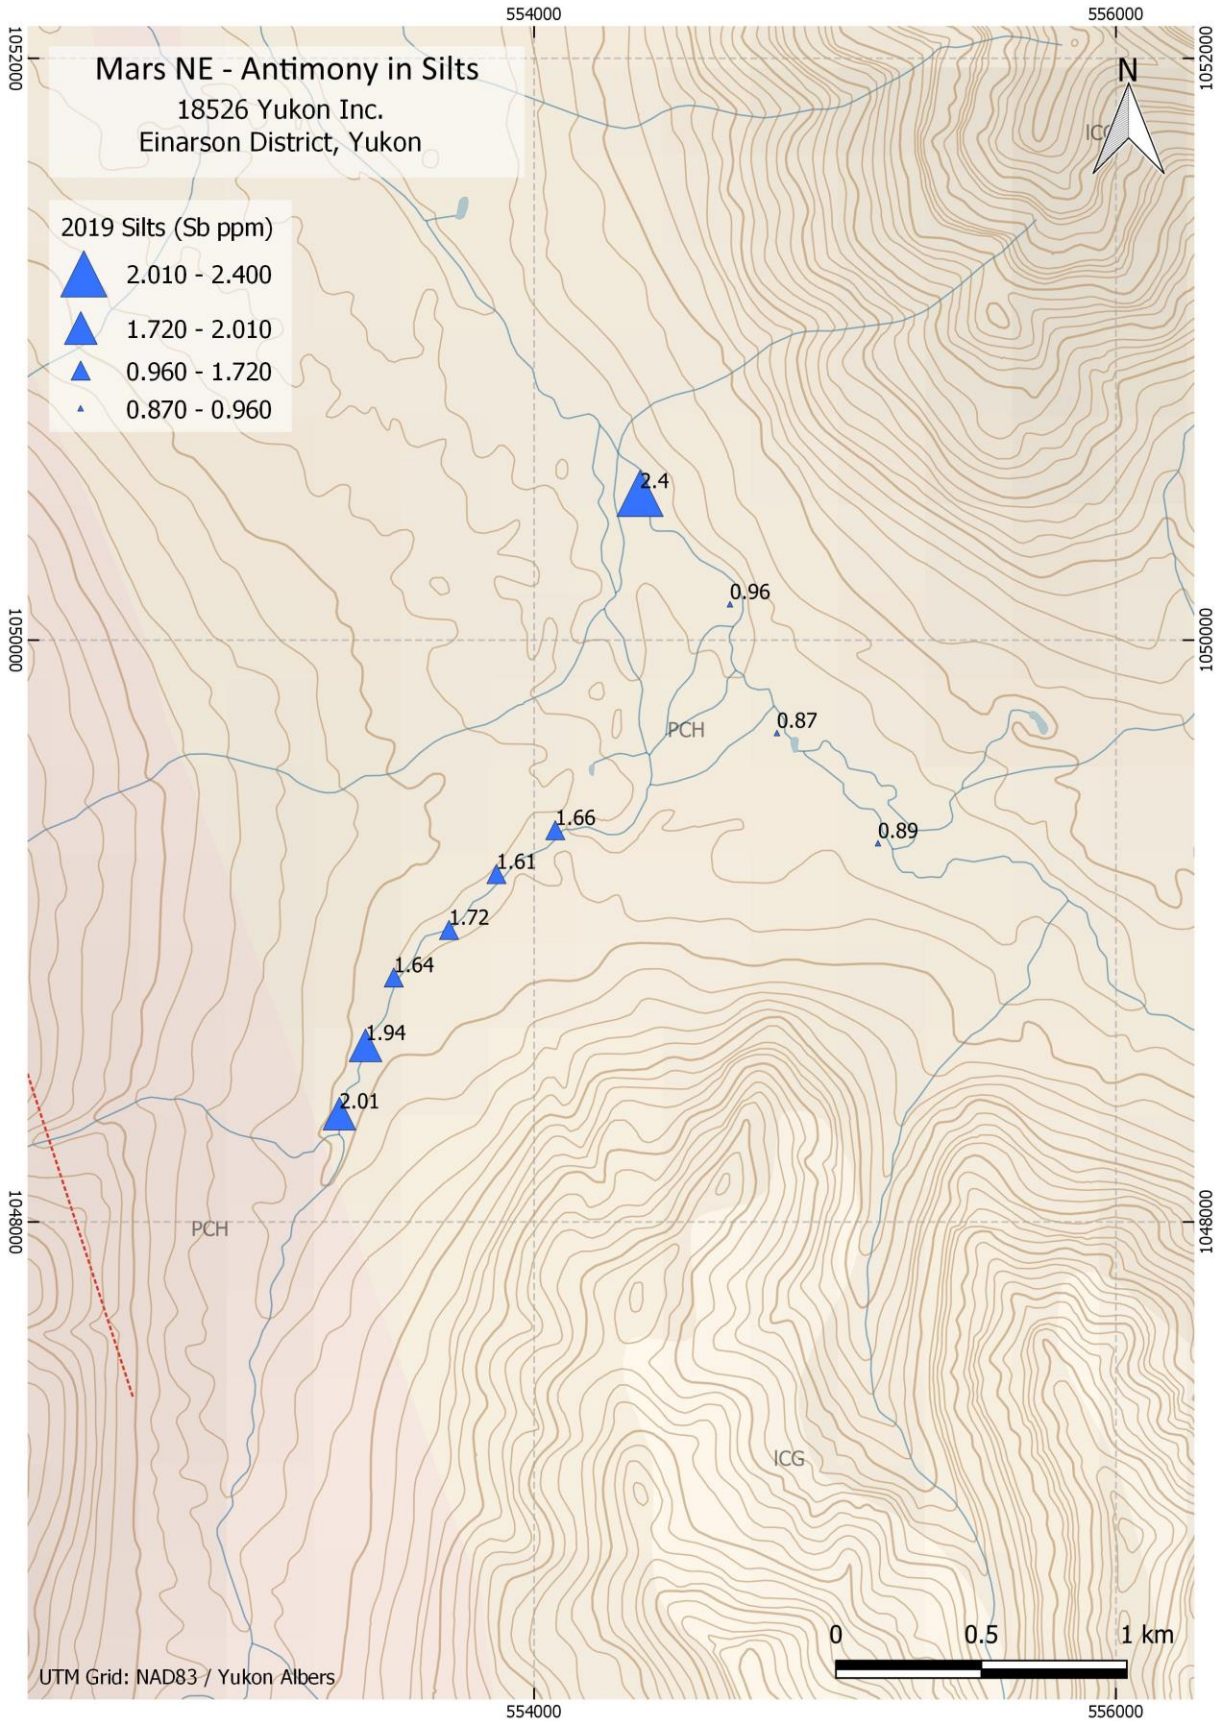 554000
556000
1052000
1052000
Mars NE - Antimony in Silts
18526 Yukon Inc.
Einarson District, Yukon
N
ICG
2019 Silts (Sb ppm)
2.010 - 2.400
1.720 - 2.010
0.960 - 1.720
0.870 - 0.960
2.4
0.96
1050000
1050000
0.87
PCH
1.66
0.89
1.61
1.72
1.64
1.94
2.01
1048000
1048000
PCH
ICG
0
0.5
1 km
UTM Grid: NAD83 / Yukon Albers
554000
556000